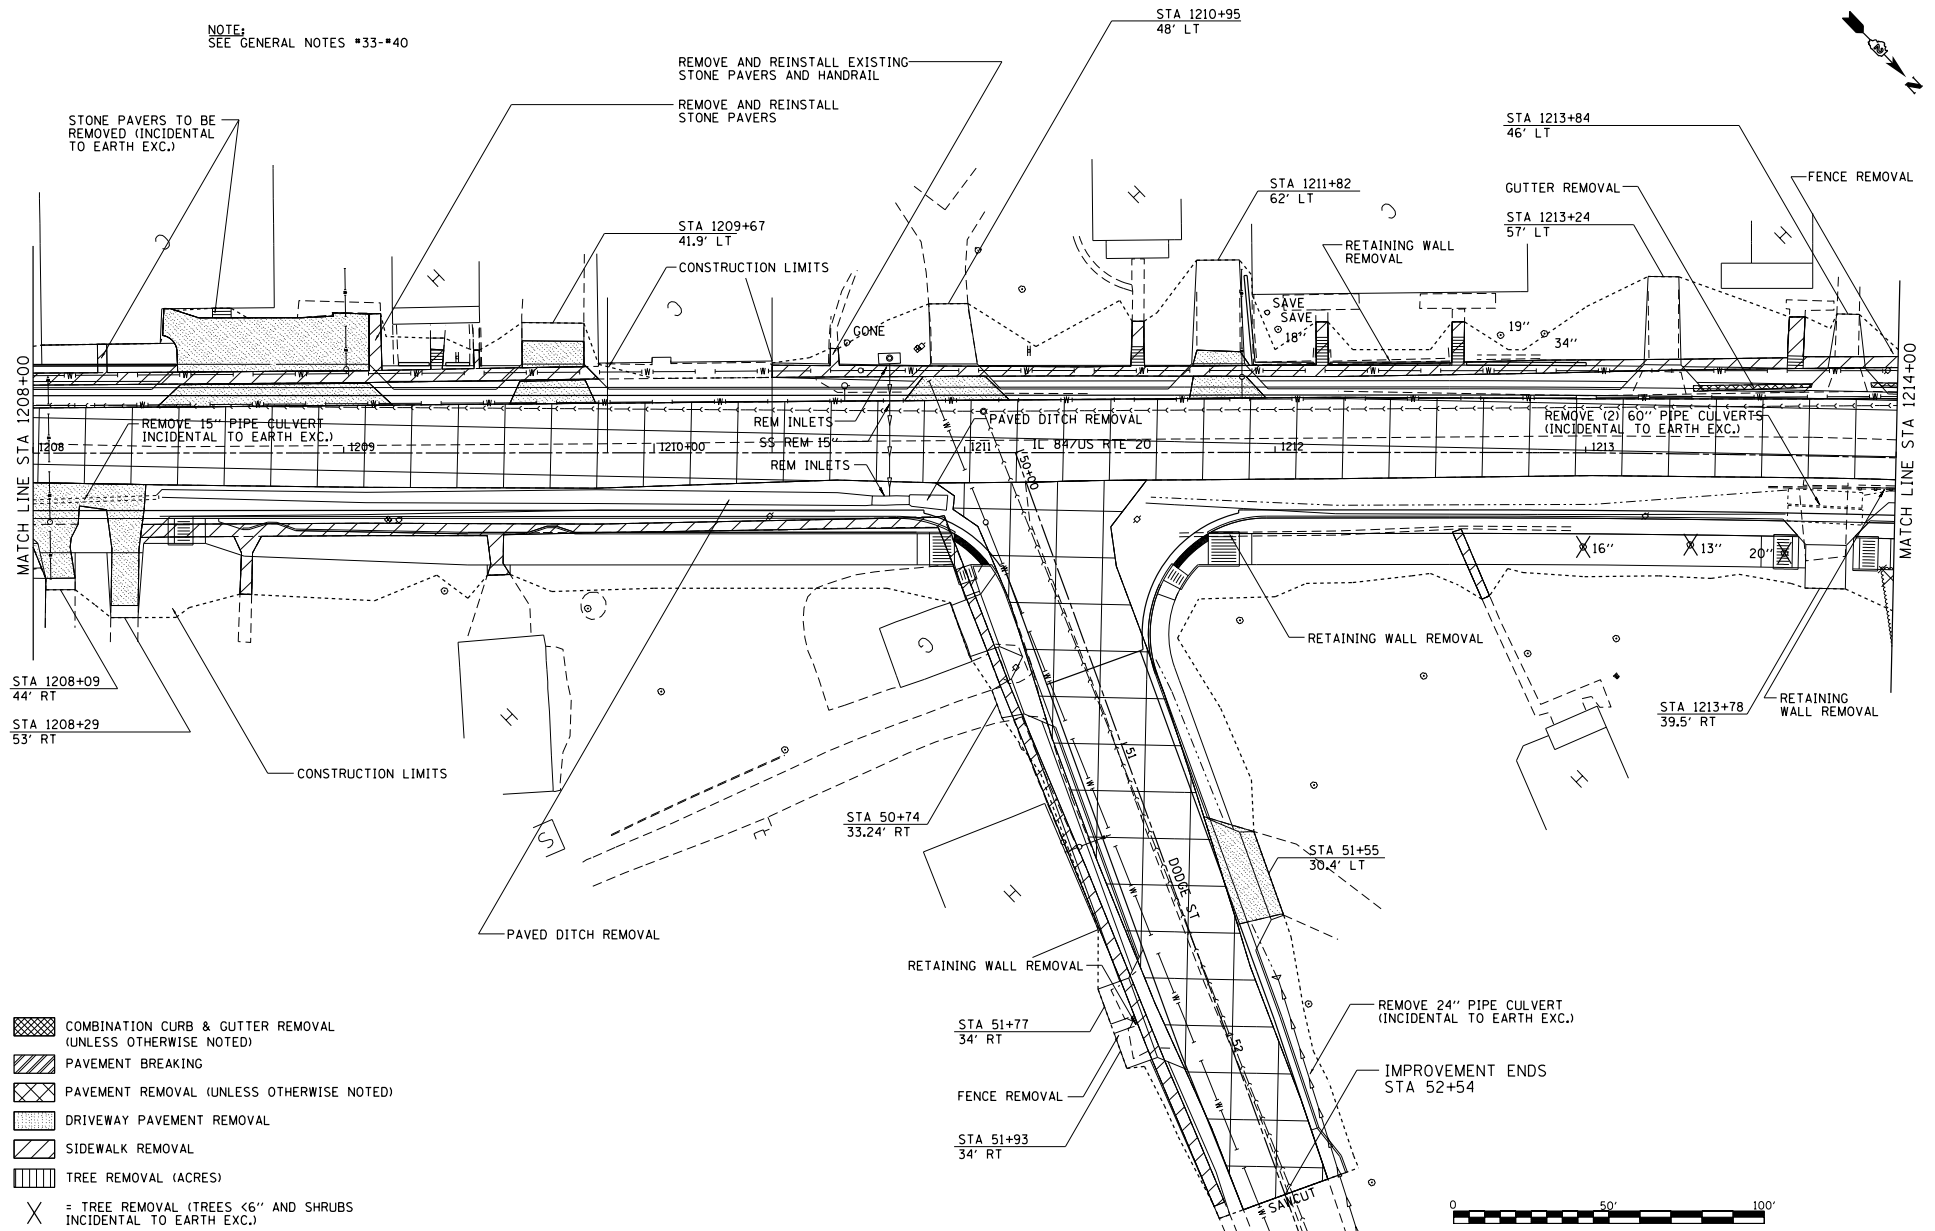 NOTE:
SEE GENERAL NOTES #33-#40
STA 1210+95
48' LT
REMOVE AND REINSTALL EXISTING
STONE PAVERS AND HANDRAIL
REMOVE AND REINSTALL
STONE PAVERS
STONE PAVERS TO BE
REMOVED (INCIDENTAL
TO EARTH EXC.)
N
STA 1213+84
46' LT
FENCE REMOVAL
GUTTER REMOVAL
STA 1213+24
57' LT
STA 1211+82
62' LT
RETAINING WALL
REMOVAL
STA 1209+67
41.9' LT
CONSTRUCTION LIMITS
C
H
C
H
C
H
GONE
SAVE
SAVE
18''
19''
34''
MATCH LINE STA 1208+00
MATCH LINE STA 1214+00
REMOVE 15'' PIPE CULVERT
INCIDENTAL TO EARTH EXC.)
REM INLETS
SS REM 15''
REM INLETS
PAVED DITCH REMOVAL
REMOVE (2) 60'' PIPE CULVERTS
(INCIDENTAL TO EARTH EXC.)
1208
1209
1210+00
1211
IL 84/US RTE 20
1212
1213
50+00
16''
13''
20''
RETAINING WALL REMOVAL
STA 1208+09
44' RT
STA 1208+29
53' RT
STA 1213+78
39.5' RT
RETAINING
WALL REMOVAL
CONSTRUCTION LIMITS
G
H
H
H
S
E
51
STA 50+74
33.24' RT
DODGE ST
STA 51+55
30.4' LT
PAVED DITCH REMOVAL
RETAINING WALL REMOVAL
STA 51+77
34' RT
52
REMOVE 24'' PIPE CULVERT
(INCIDENTAL TO EARTH EXC.)
IMPROVEMENT ENDS
STA 52+54
FENCE REMOVAL
STA 51+93
34' RT
SAWCUT
COMBINATION CURB & GUTTER REMOVAL
(UNLESS OTHERWISE NOTED)
PAVEMENT BREAKING
PAVEMENT REMOVAL (UNLESS OTHERWISE NOTED)
DRIVEWAY PAVEMENT REMOVAL
SIDEWALK REMOVAL
TREE REMOVAL (ACRES)
= TREE REMOVAL (TREES <6'' AND SHRUBS
INCIDENTAL TO EARTH EXC.)
0 50' 100'